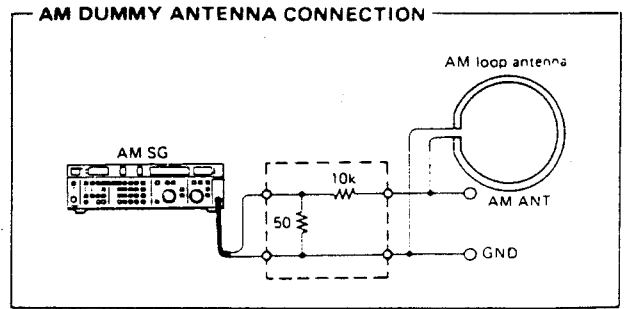 AM DUMMY ANTENNA CONNECTION
AM loop antenna
AM SG
10k
50
AM ANT
GND